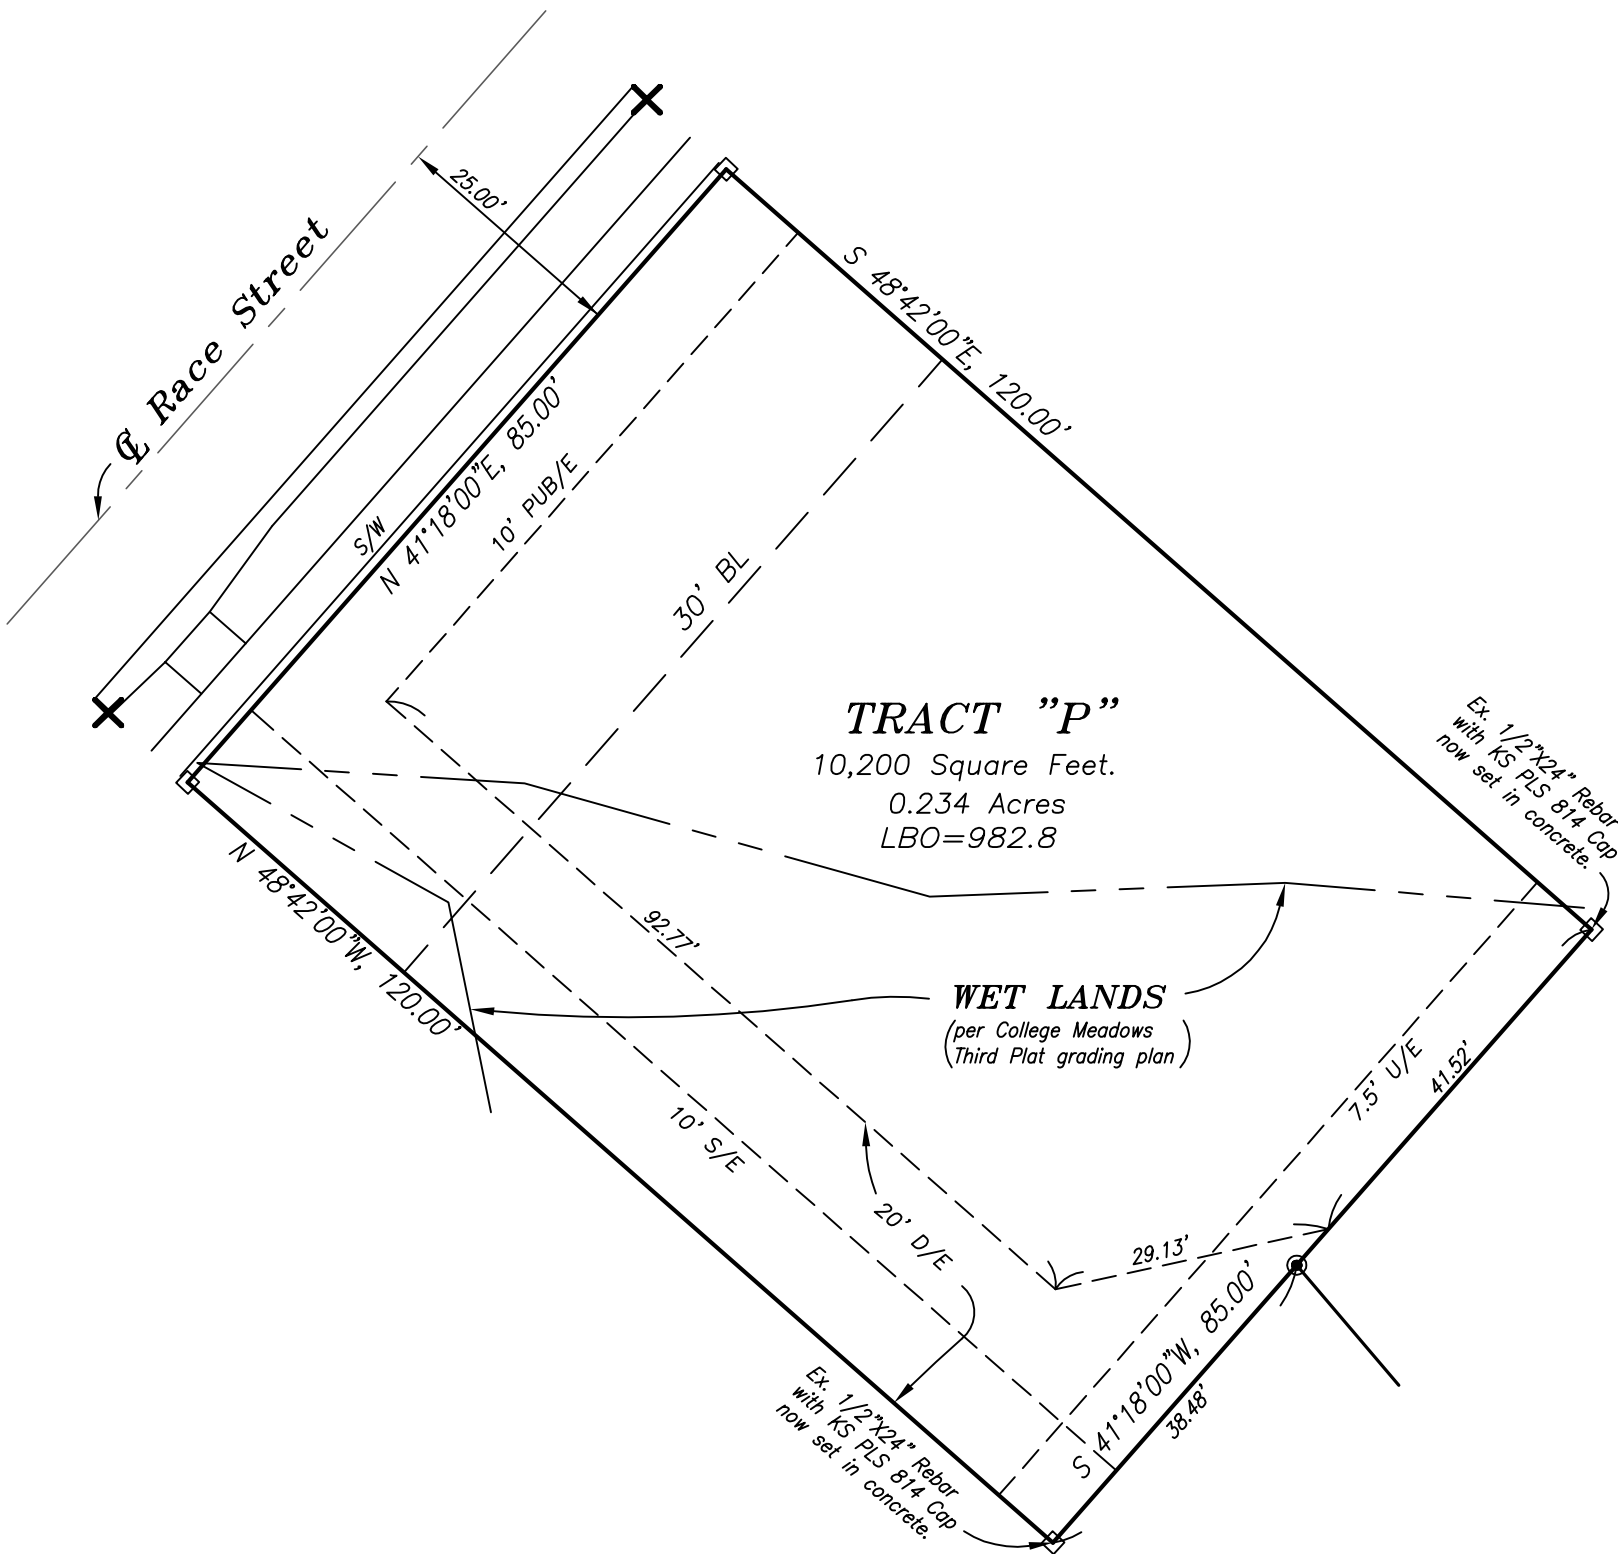 25.00'
℄ Race Street
S 48°42'00"E, 120.00'
S/W
N 41°18'00"E, 85.00'
10' PUB/E
30' BL
TRACT "P"
10,200 Square Feet.
0.234 Acres
LBO=982.8
Ex. 1/2"X24" Rebar
with KS PLS 814 Cap
now set in concrete.
N 48°42'00"W, 120.00'
92.77'
WET LANDS
(per College Meadows
Third Plat grading plan)
7.5' U/E
41.52'
10' S/E
20' D/E
29.13'
S 41°18'00"W, 85.00'
38.48'
Ex. 1/2"X24" Rebar
with KS PLS 814 Cap
now set in concrete.